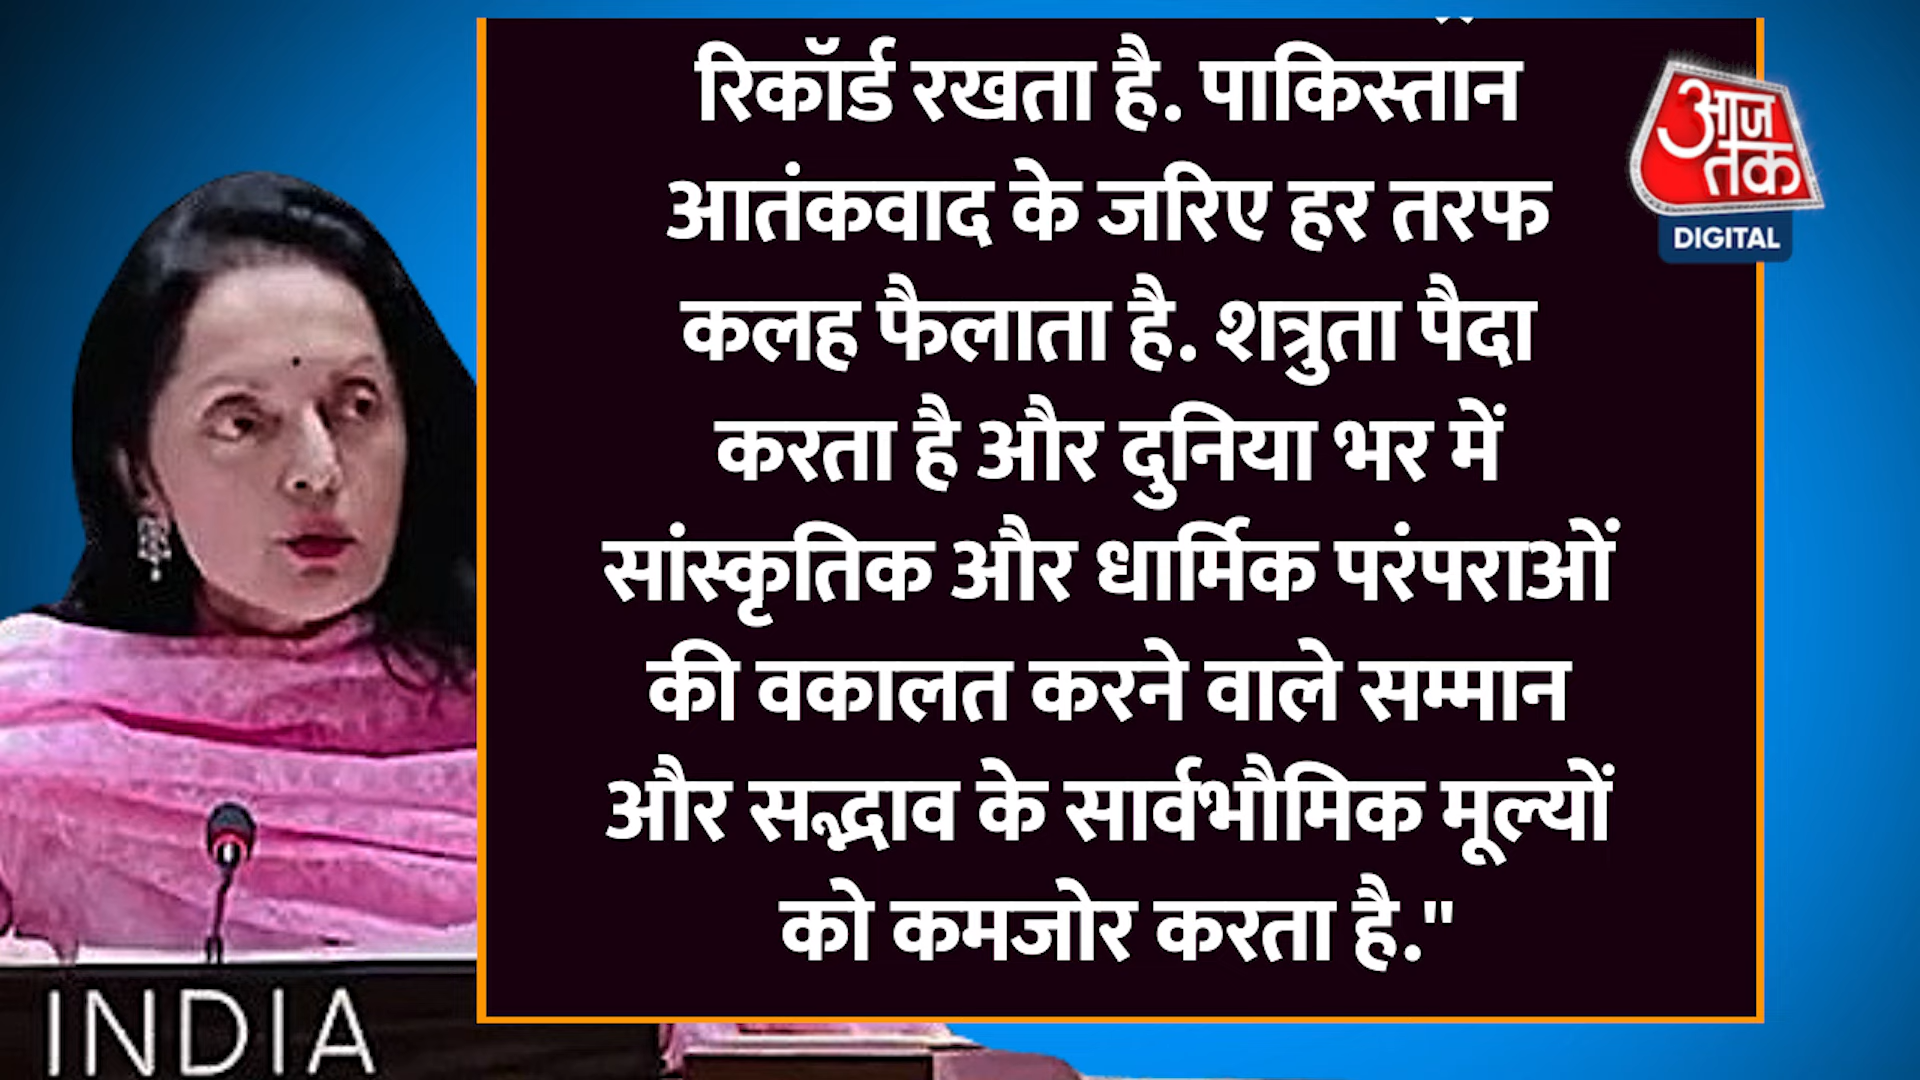 रिकॉर्ड रखता है. पाकिस्तान
आतंकवाद के जरिए हर तरफ
कलह फैलाता है. शत्रुता पैदा
करता है और दुनिया भर में
सांस्कृतिक और धार्मिक परंपराओं
की वकालत करने वाले सम्मान
और सद्भाव के सार्वभौमिक मूल्यों
को कमजोर करता है."
आज
तक
DIGITAL
INDIA